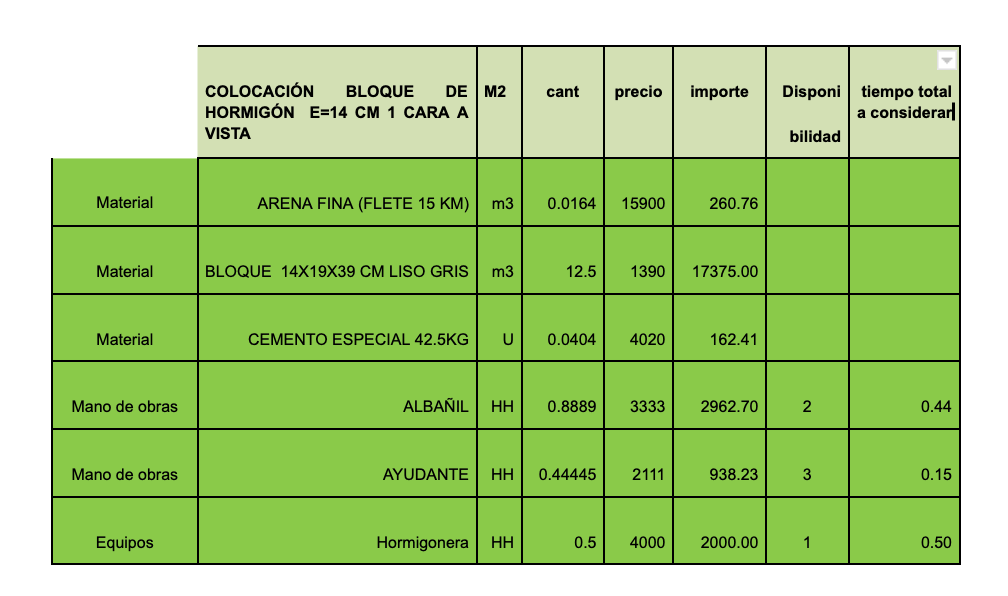 COLOCACIÓN BLOQUE DE HORMIGÓN E=14 CM 1 CARA A VISTA M2 cant precio importe Disponi bilidad tiempo total a considerar
Material ARENA FINA (FLETE 15 KM) m3 0.0164 15900 260.76
Material BLOQUE 14X19X39 CM LISO GRIS m3 12.5 1390 17375.00
Material CEMENTO ESPECIAL 42.5KG U 0.0404 4020 162.41
Mano de obras ALBAÑIL HH 0.8889 3333 2962.70 2 0.44
Mano de obras AYUDANTE HH 0.44445 2111 938.23 3 0.15
Equipos Hormigonera HH 0.5 4000 2000.00 1 0.50